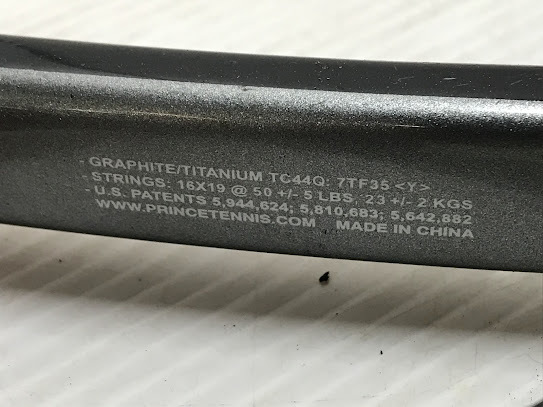 - GRAPHITE/TITANIUM TC44Q: 7TF35 <Y>
- STRINGS: 16X19 @ 50 +/- 5 LBS, 23 +/- 2 KGS
- U.S. PATENTS 5,944,624; 5,810,683; 5,642,882
WWW.PRINCETENNIS.COM MADE IN CHINA